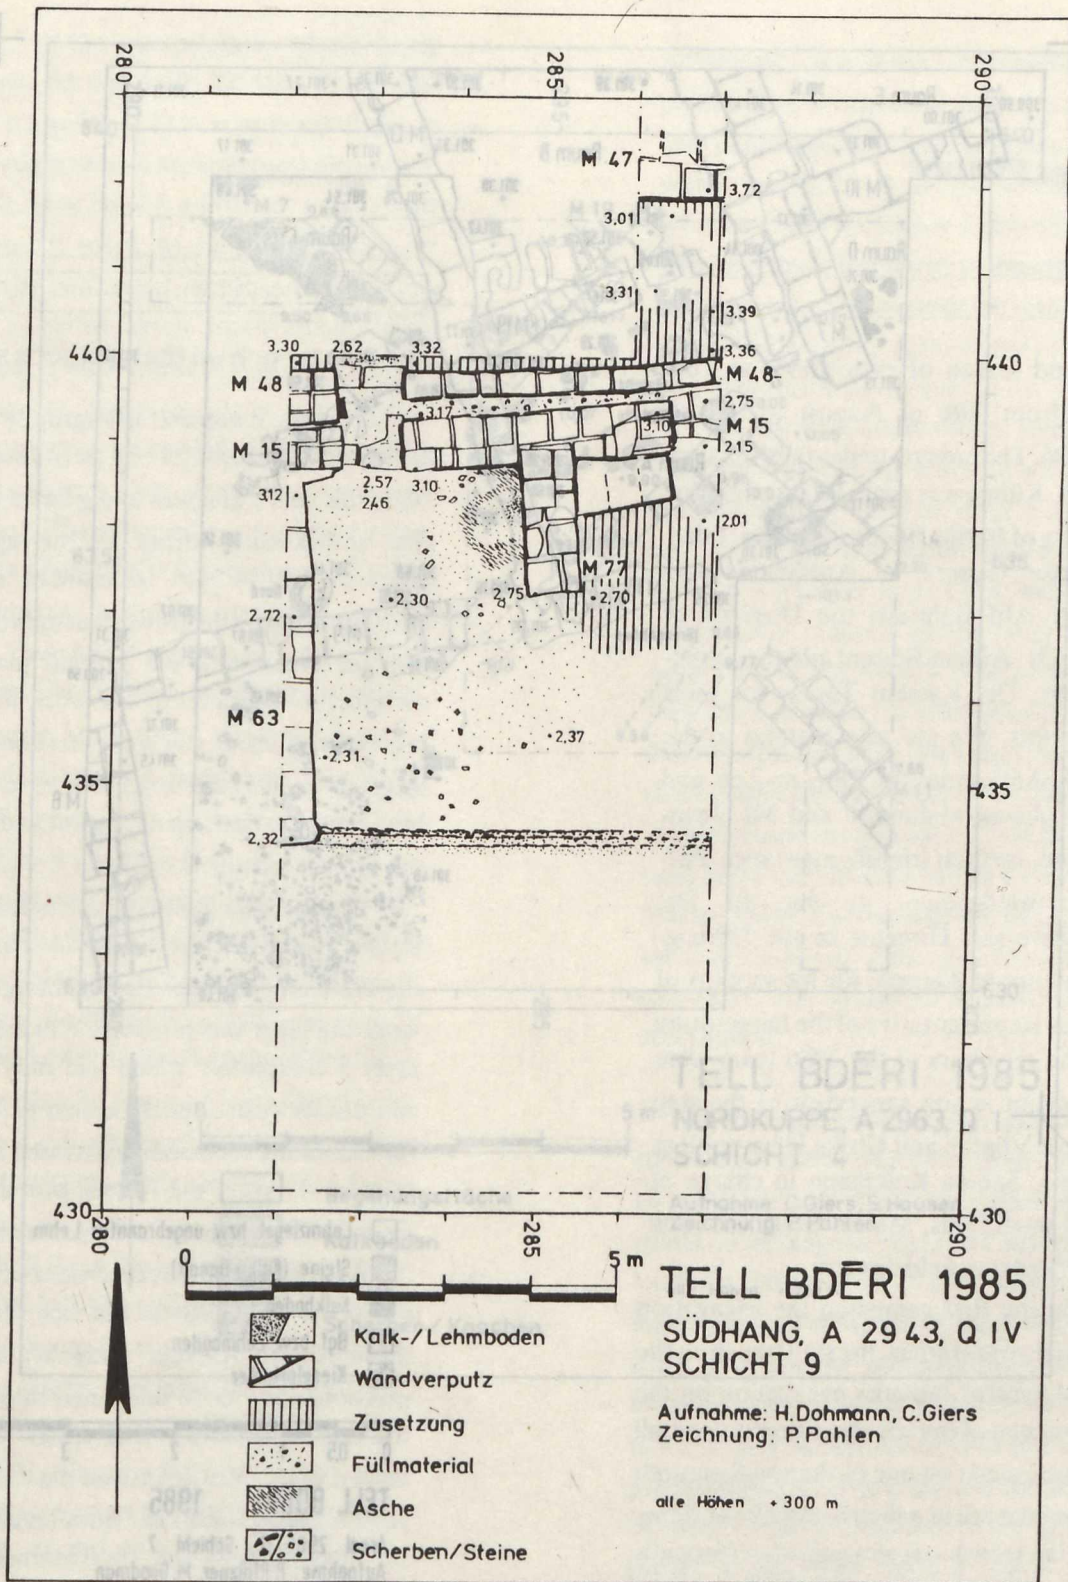 280
285
290
M 47
3,72
3,01
3,31
3,39
440
3,30
2,62
3,32
3,36
440
M 48
M 48
3,17
2,75
M 15
3,10
M 15
2,15
2,57
3,10
312
2,46
2,01
M 77
2,30
2,75
2,70
2,72
M 63
2,37
2,31
435
435
2,32
430
430
280
285
290
0
5 m
Kalk-/Lehmboden
Wandverputz
Zusetzung
Füllmaterial
Asche
Scherben/Steine
TELL BDĒRI 1985
SÜDHANG, A 29 43, Q IV
SCHICHT 9
Aufnahme: H.Dohmann, C.Giers
Zeichnung: P.Pahlen
alle Höhen + 300 m
TELL BDĒRI 1985
NORDKUPPE, A 2963, Q I
SCHICHT 4